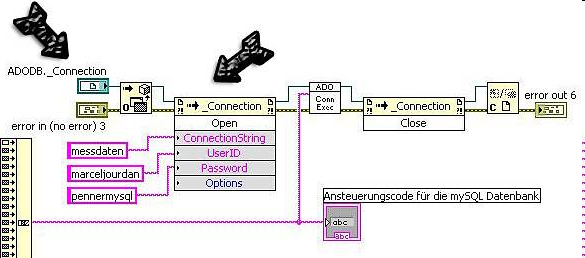 ADODB._Connection
error in (no error) 3
_Connection
Open
ConnectionString
UserID
Password
Options
messdaten
marceljourdan
pennermysql
ADO
Conn
Exec
_Connection
Close
error out 6
Ansteuerungscode für die mySQL Datenbank
abc
abc